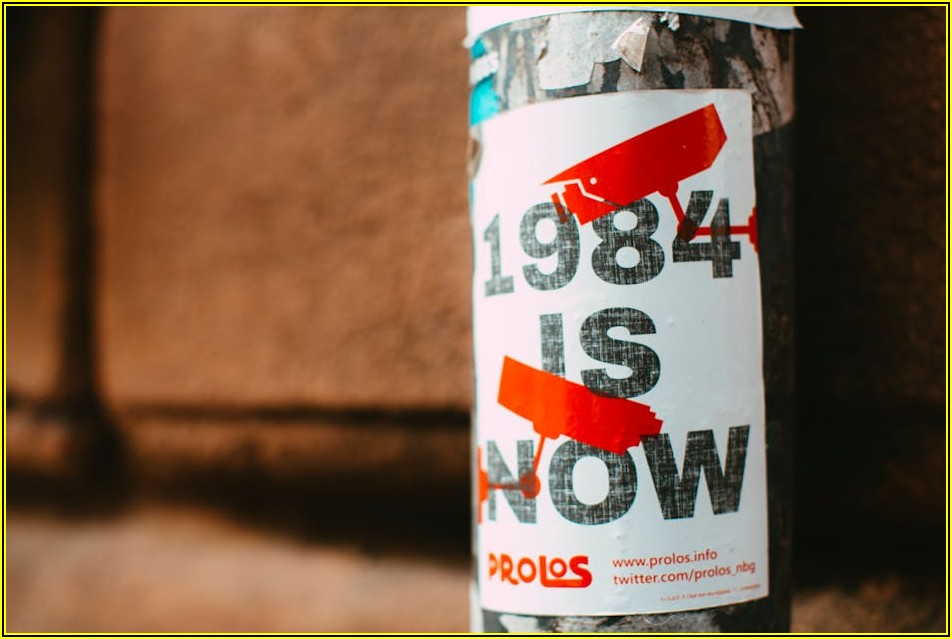 1984
IS
NOW
PROLOS
www.prolos.info
twitter.com/prolos_nbg